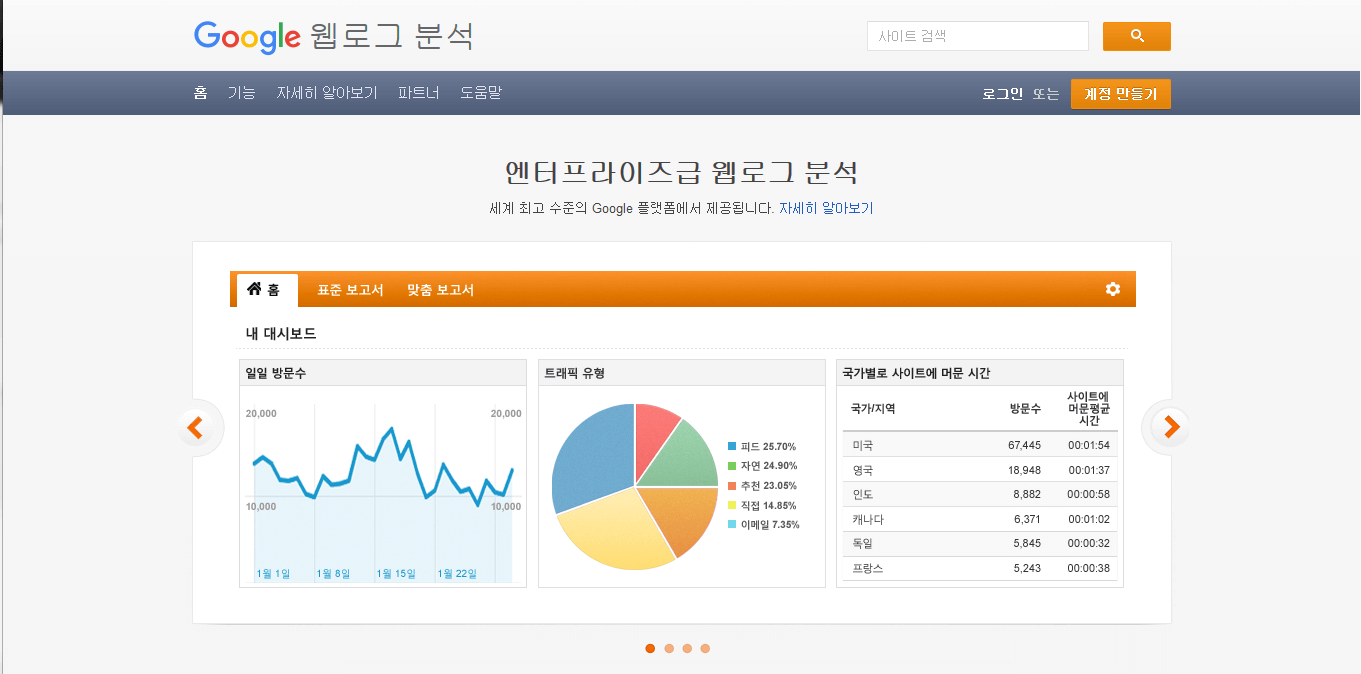 Google 웹로그 분석
사이트 검색
홈 기능 자세히 알아보기 파트너 도움말
로그인 또는 계정 만들기
엔터프라이즈급 웹로그 분석
세계 최고 수준의 Google 플랫폼에서 제공됩니다. 자세히 알아보기
홈 표준 보고서 맞춤 보고서
내 대시보드
일일 방문수
20,000 20,000
10,000 10,000
1월 1일 1월 8일 1월 15일 1월 22일
트래픽 유형
피드 25.70%
자연 24.90%
추천 23.05%
직접 14.85%
이메일 7.35%
국가별로 사이트에 머문 시간
국가/지역 방문수 사이트에
머문평균
시간
미국 67,445 00:01:54
영국 18,948 00:01:37
인도 8,882 00:00:58
캐나다 6,371 00:01:02
독일 5,845 00:00:32
프랑스 5,243 00:00:38